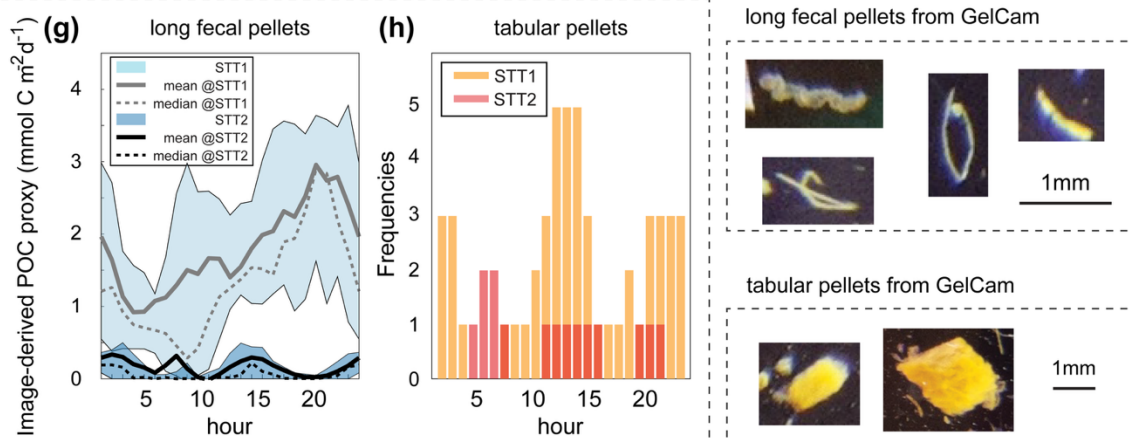 (g) long fecal pellets
Image-derived POC proxy (mmol C m⁻²d⁻¹)
4
3
2
1
0
STT1
mean @STT1
median @STT1
STT2
mean @STT2
median @STT2
5 10 15 20
hour
(h) tabular pellets
Frequencies
5
4
3
2
1
0
STT1
STT2
5 10 15 20
hour
long fecal pellets from GelCam
1mm
tabular pellets from GelCam
1mm